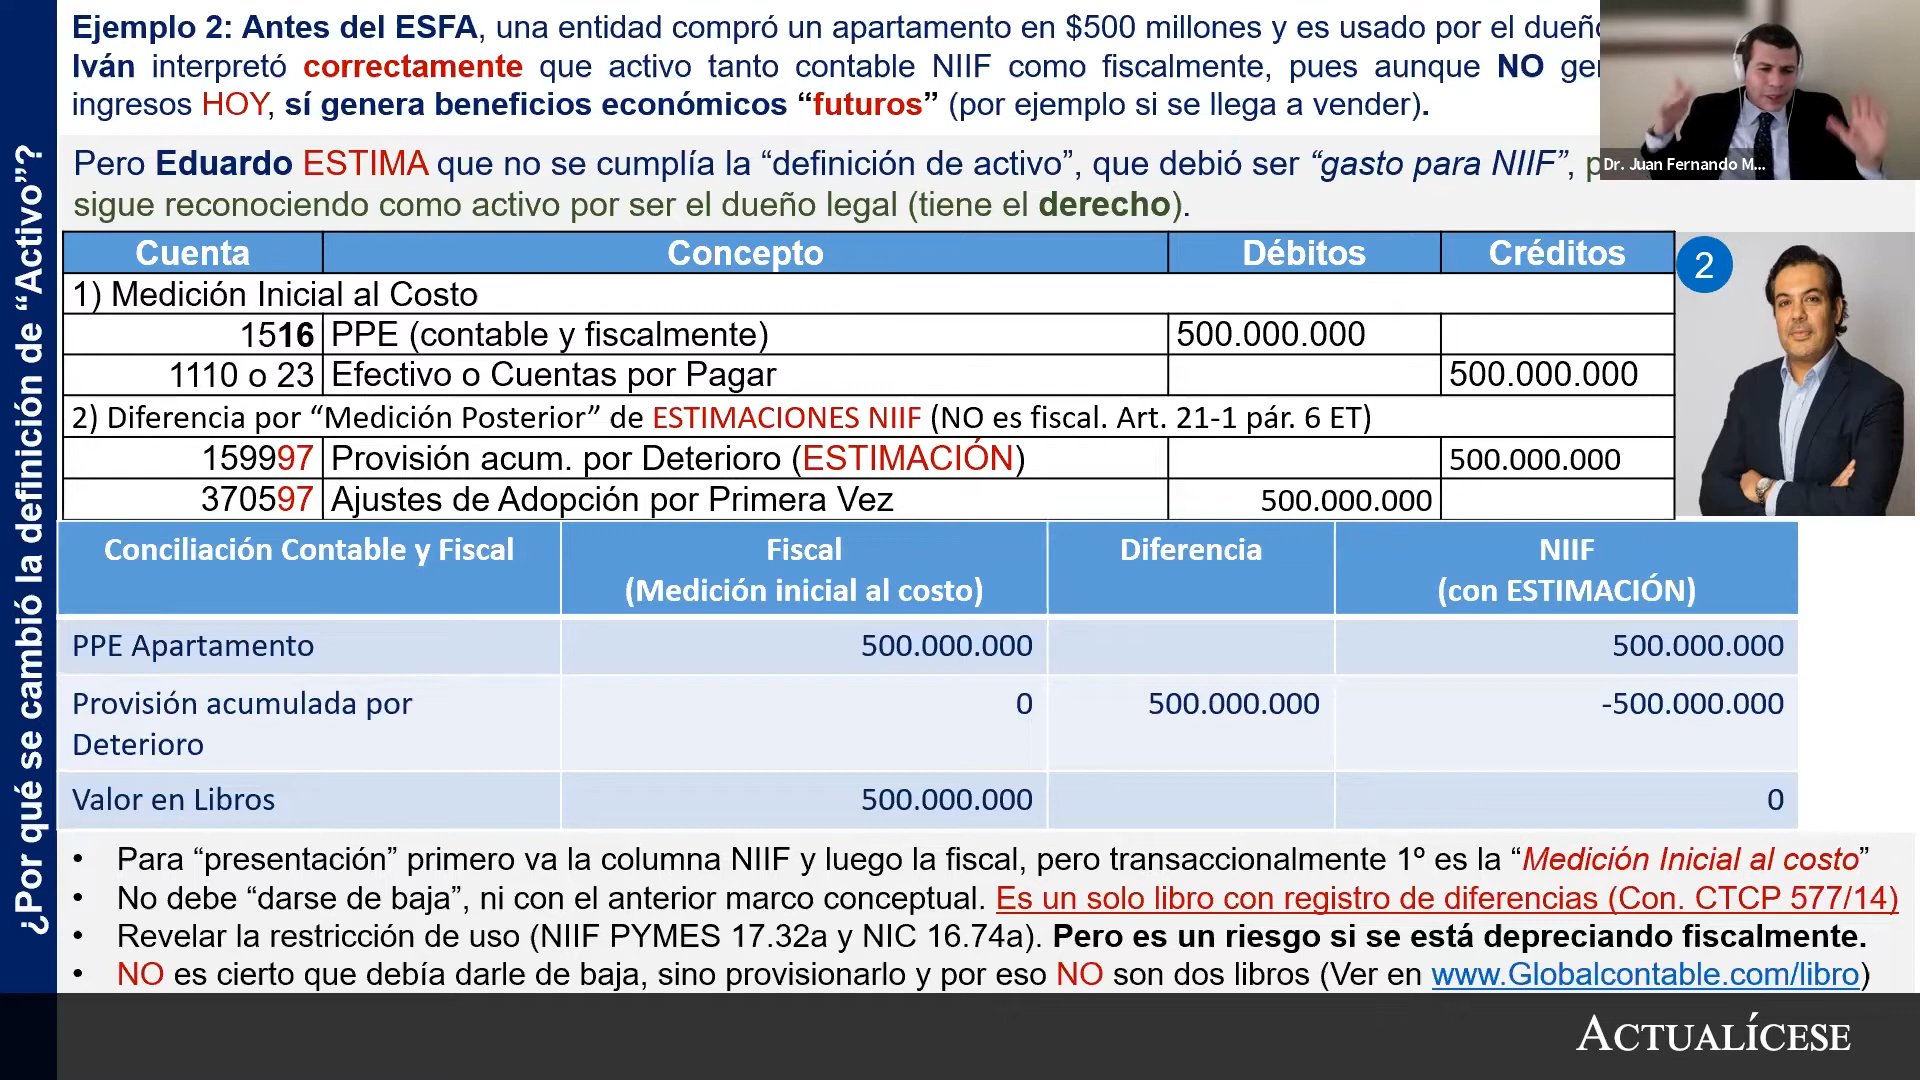 ¿Por qué se cambió la definición de “Activo”?
Ejemplo 2: Antes del ESFA, una entidad compró un apartamento en $500 millones y es usado por el
Iván interpretó correctamente que activo tanto contable NIIF como fiscalmente, pues aunque NO
ingresos HOY, sí genera beneficios económicos “futuros” (por ejemplo si se llega a vender).
Dr. Juan Fernando M...
Pero Eduardo ESTIMA que no se cumplía la “definición de activo”, que debió ser “gasto para NIIF”,
sigue reconociendo como activo por ser el dueño legal (tiene el derecho).
Cuenta Concepto Débitos Créditos
2
1) Medición Inicial al Costo
1516 PPE (contable y fiscalmente) 500.000.000
1110 o 23 Efectivo o Cuentas por Pagar 500.000.000
2) Diferencia por “Medición Posterior” de ESTIMACIONES NIIF (NO es fiscal. Art. 21-1 pár. 6 ET)
159997 Provisión acum. por Deterioro (ESTIMACIÓN) 500.000.000
370597 Ajustes de Adopción por Primera Vez 500.000.000
Conciliación Contable y Fiscal Fiscal Diferencia NIIF
(Medición inicial al costo) (con ESTIMACIÓN)
PPE Apartamento 500.000.000 500.000.000
Provisión acumulada por 0 500.000.000 -500.000.000
Deterioro
Valor en Libros 500.000.000 0
• Para “presentación” primero va la columna NIIF y luego la fiscal, pero transaccionalmente 1º es la “Medición Inicial al costo”
• No debe “darse de baja”, ni con el anterior marco conceptual. Es un solo libro con registro de diferencias (Con. CTCP 577/14)
• Revelar la restricción de uso (NIIF PYMES 17.32a y NIC 16.74a). Pero es un riesgo si se está depreciando fiscalmente.
• NO es cierto que debía darle de baja, sino provisionarlo y por eso NO son dos libros (Ver en www.Globalcontable.com/libro)
ACTUALÍCESE